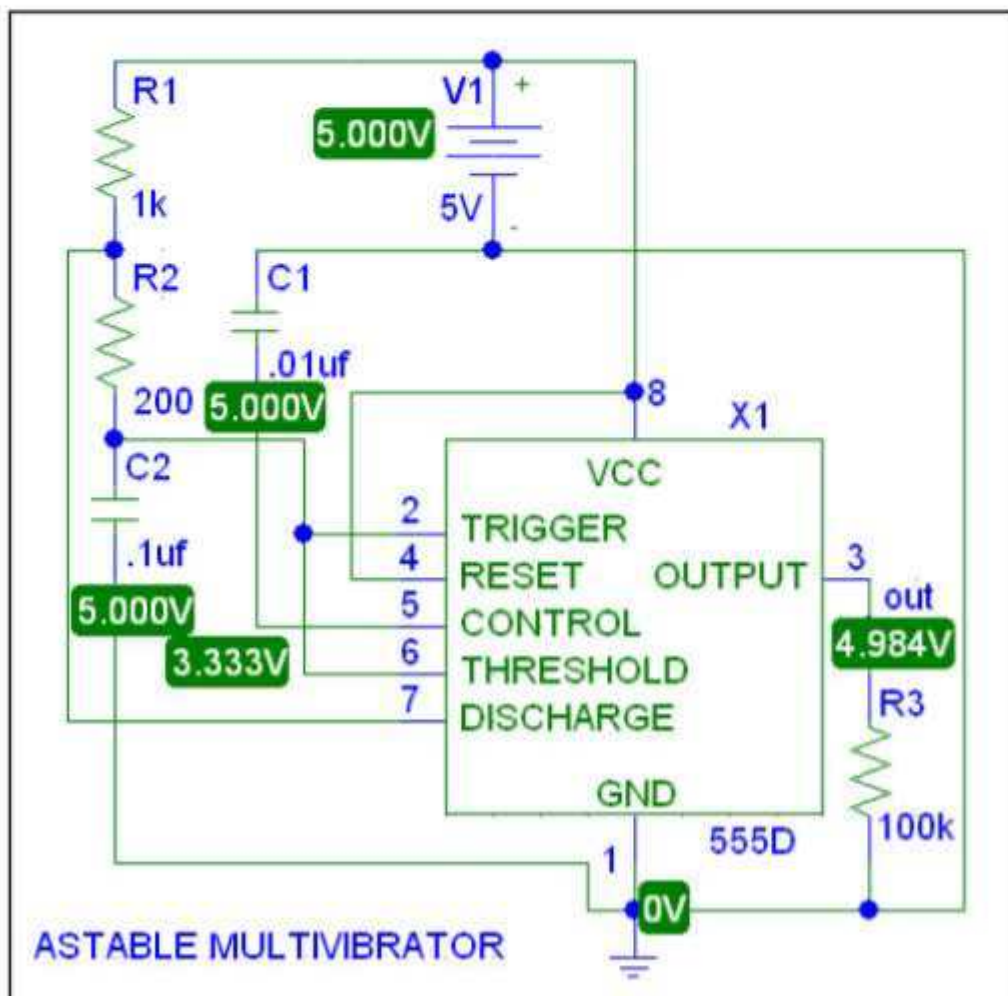 R1
V1 +
5.000V
1k
5V
-
R2
C1
.01uf
200
5.000V
8
X1
C2
VCC
2
TRIGGER
.1uf
4
RESET
OUTPUT
3
out
5.000V
5
CONTROL
3.333V
6
THRESHOLD
4.984V
7
DISCHARGE
R3
GND
100k
555D
1
0V
ASTABLE MULTIVIBRATOR